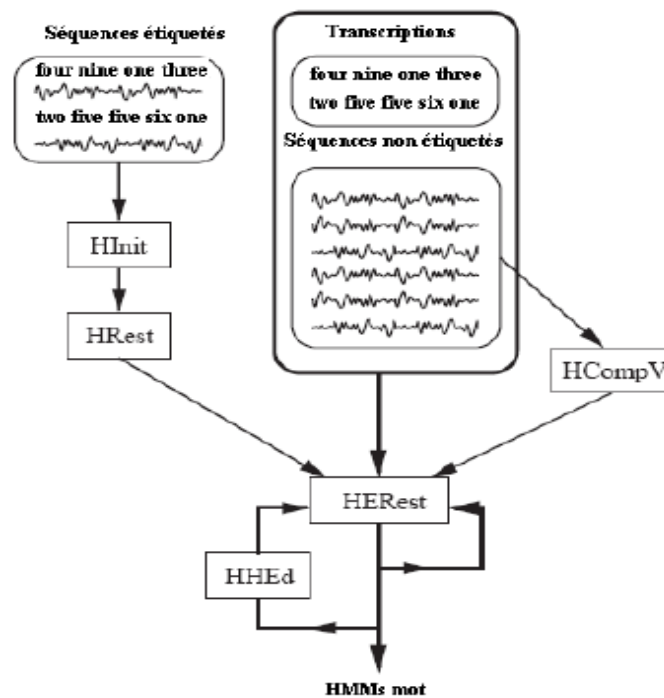 Séquences étiquetés
four nine one three
two five five six one
Transcriptions
four nine one three
two five five six one
Séquences non étiquetés
HInit
HRest
HCompV
HERest
HHEd
HMMs mot